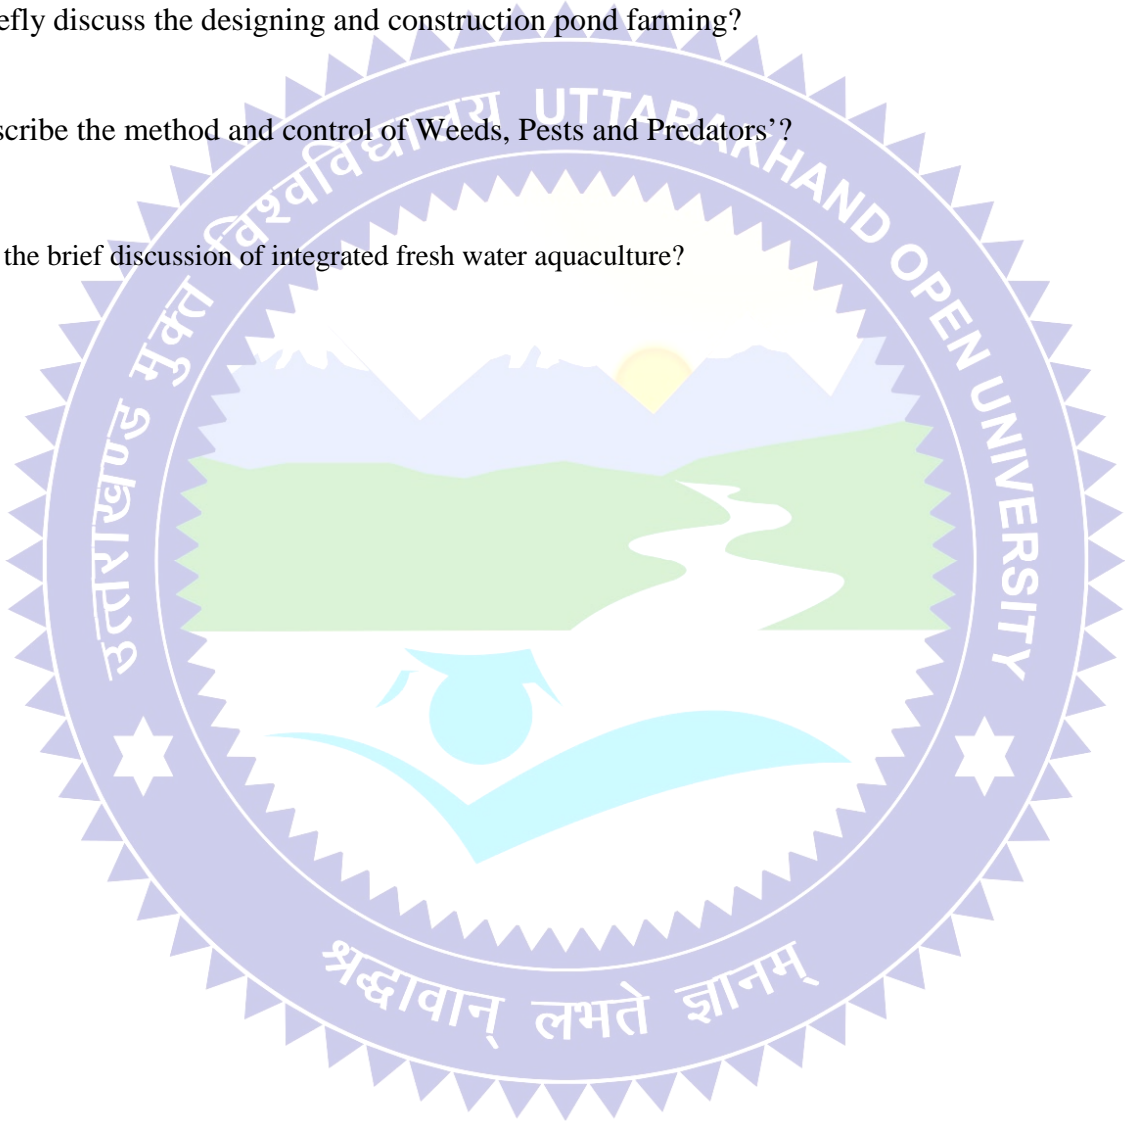 efly discuss the designing and construction pond farming?
scribe the method and control of Weeds, Pests and Predators’?
the brief discussion of integrated fresh water aquaculture?
उत्तराखण्ड मुक्त विश्वविद्यालय
UTTARAKHAND OPEN UNIVERSITY
श्रद्धावान् लभते ज्ञानम्